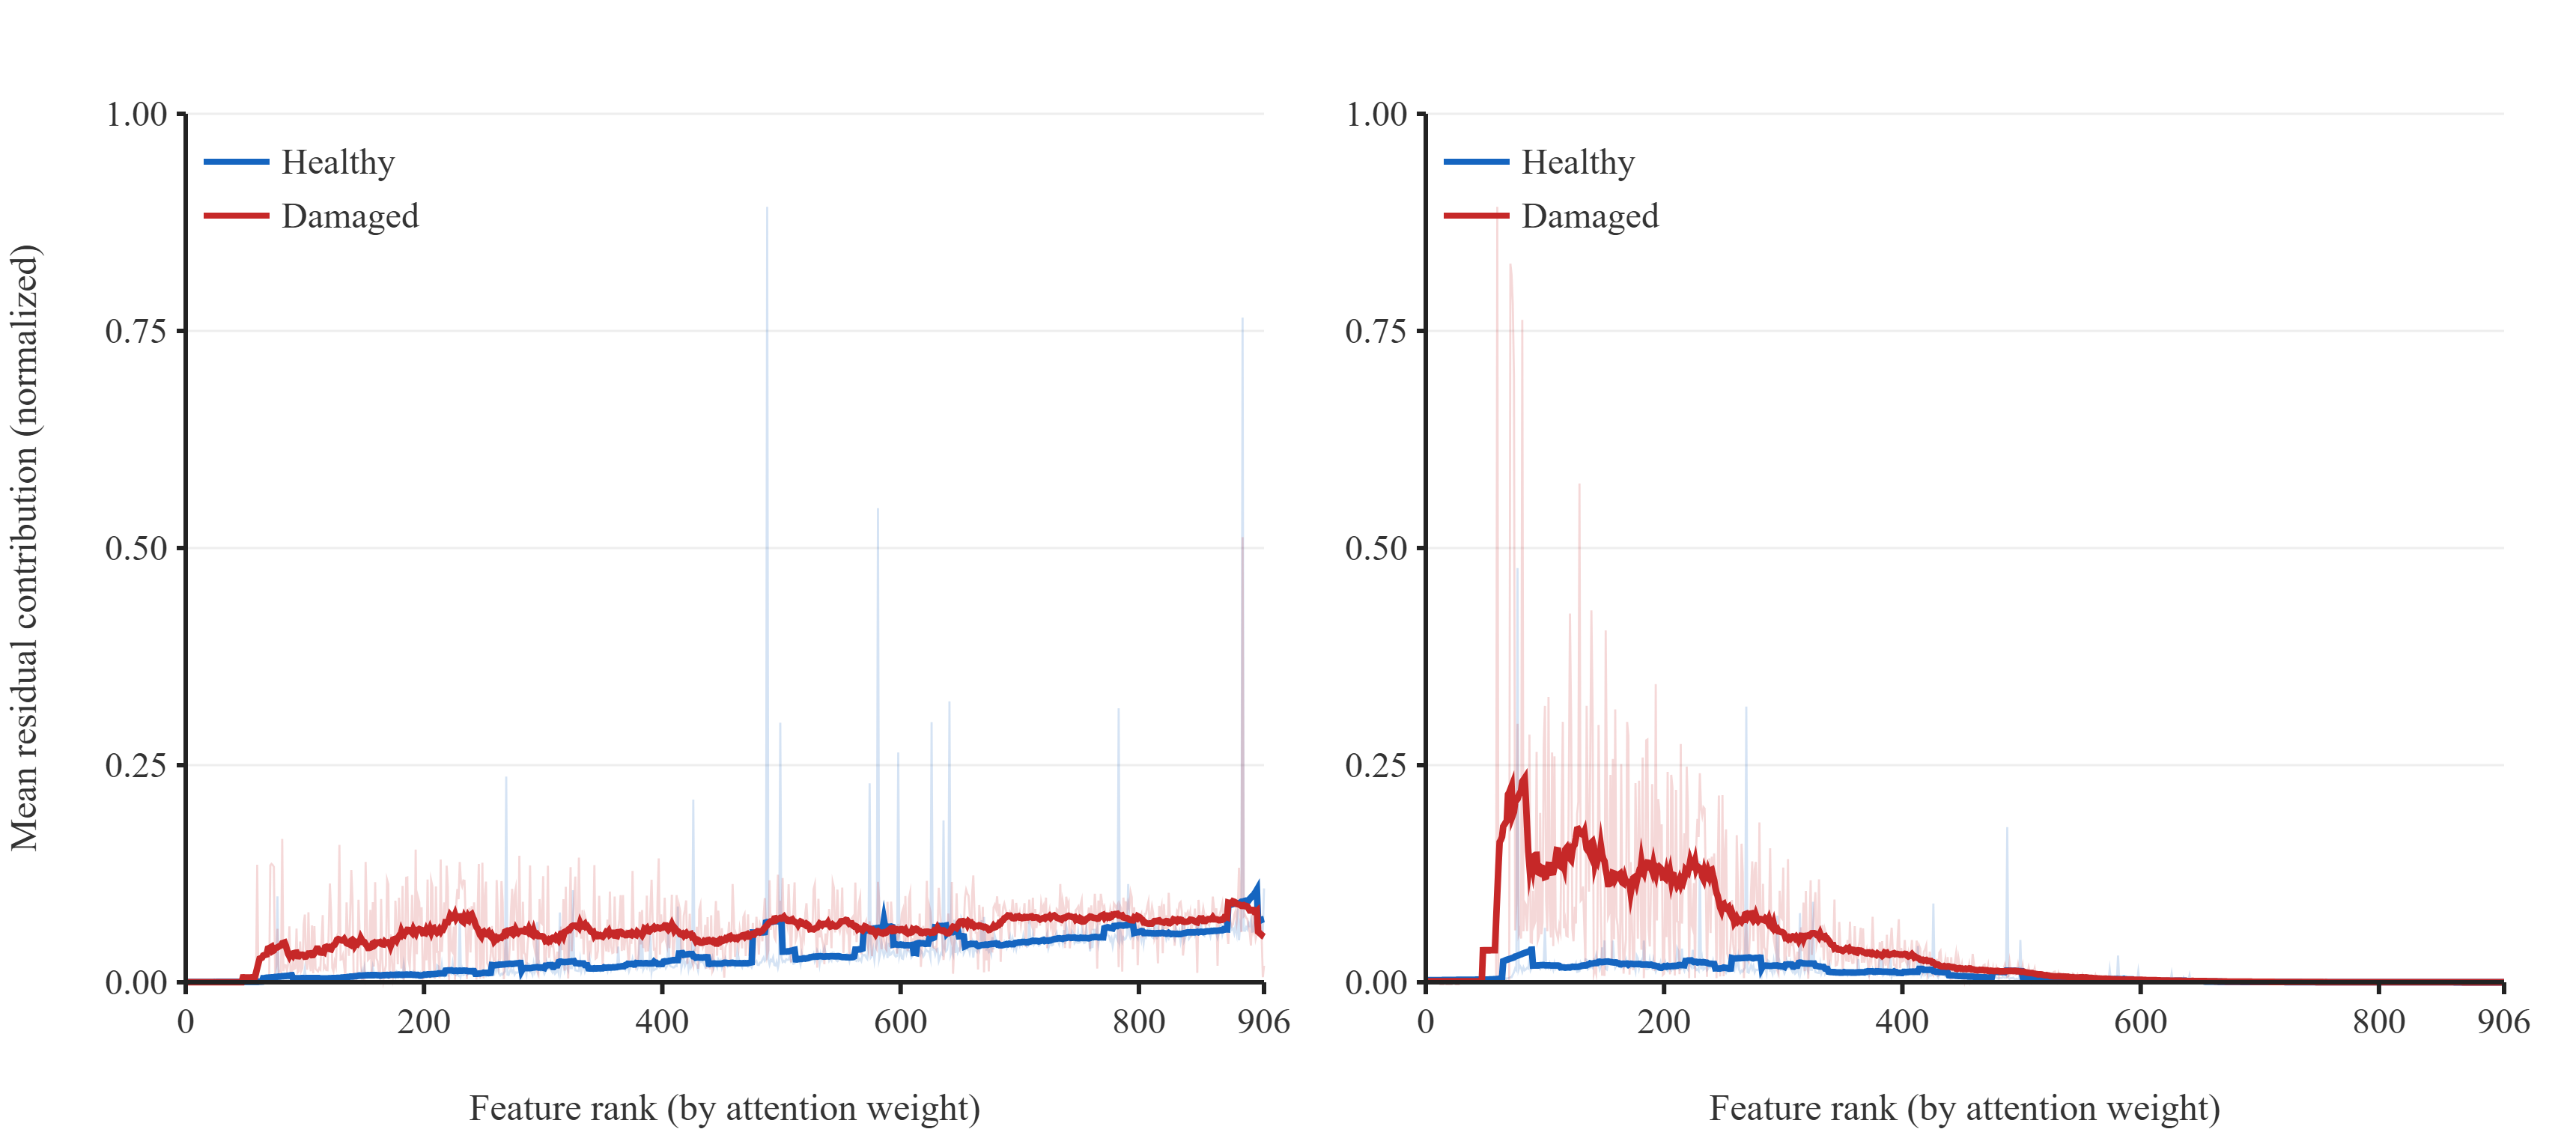 Mean residual contribution (normalized)
1.00
0.75
0.50
0.25
0.00
Healthy
Damaged
0 200 400 600 800 906
Feature rank (by attention weight)
1.00
0.75
0.50
0.25
0.00
Healthy
Damaged
0 200 400 600 800 906
Feature rank (by attention weight)